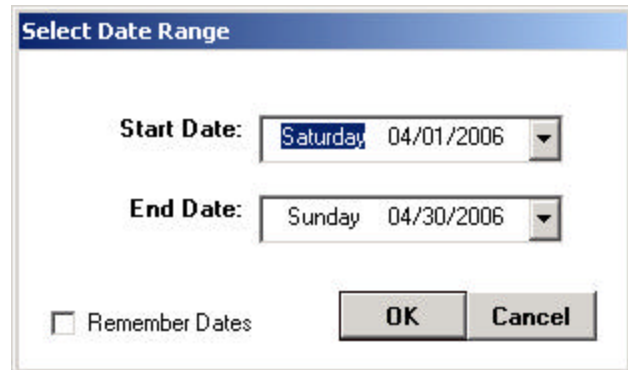 Select Date Range
Start Date: Saturday 04/01/2006
End Date: Sunday 04/30/2006
Remember Dates OK Cancel